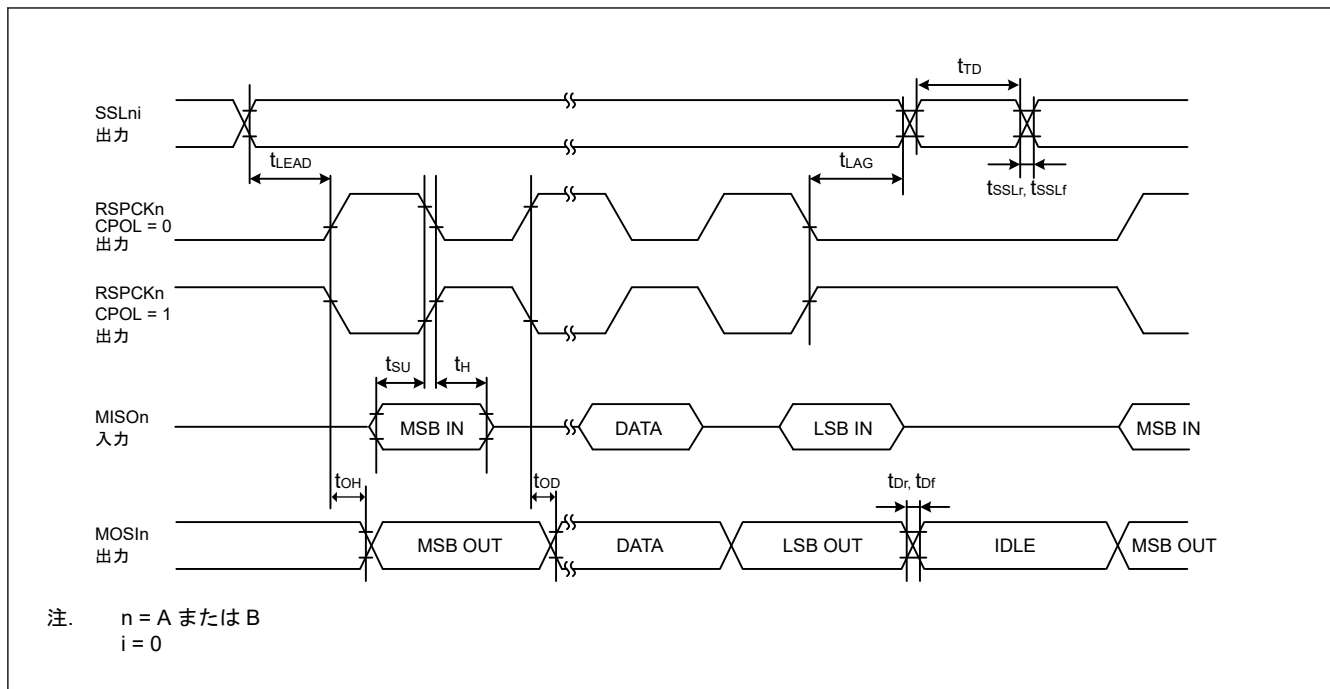 tTD
SSLni
出力
tLEAD
tLAG
tSSLr, tSSLf
RSPCKn
CPOL = 0
出力
RSPCKn
CPOL = 1
出力
tSU
tH
MISOn
入力
MSB IN
DATA
LSB IN
MSB IN
tOH
tOD
tDr, tDf
MOSIn
出力
MSB OUT
DATA
LSB OUT
IDLE
MSB OUT
注. n = A または B
i = 0